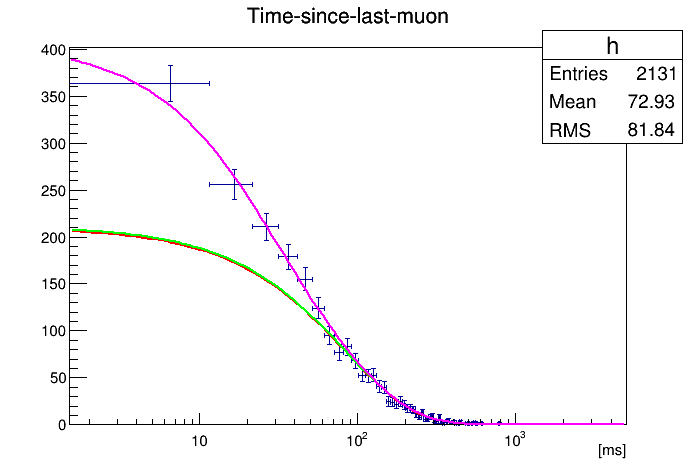 Time-since-last-muon
h
Entries 2131
Mean 72.93
RMS 81.84
400
350
300
250
200
150
100
50
0
10 10² 10³
[ms]